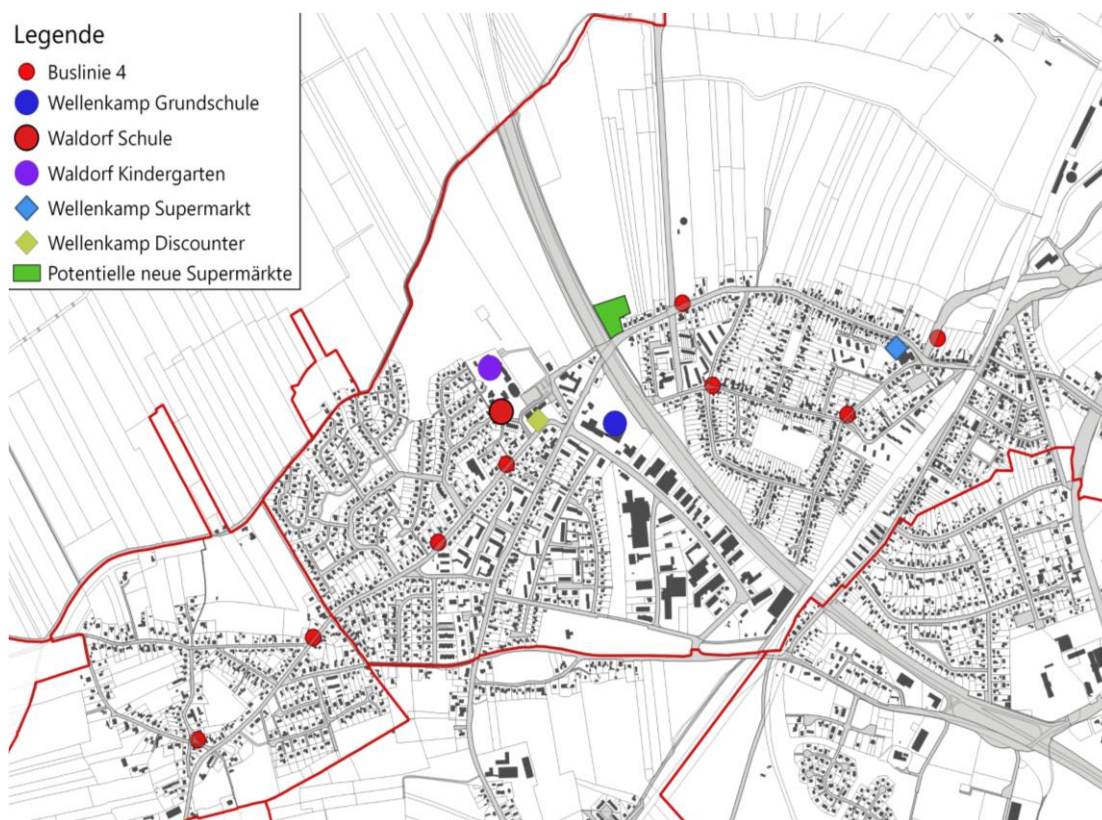 Legende
Buslinie 4
Wellenkamp Grundschule
Waldorf Schule
Waldorf Kindergarten
Wellenkamp Supermarkt
Wellenkamp Discounter
Potentielle neue Supermärkte